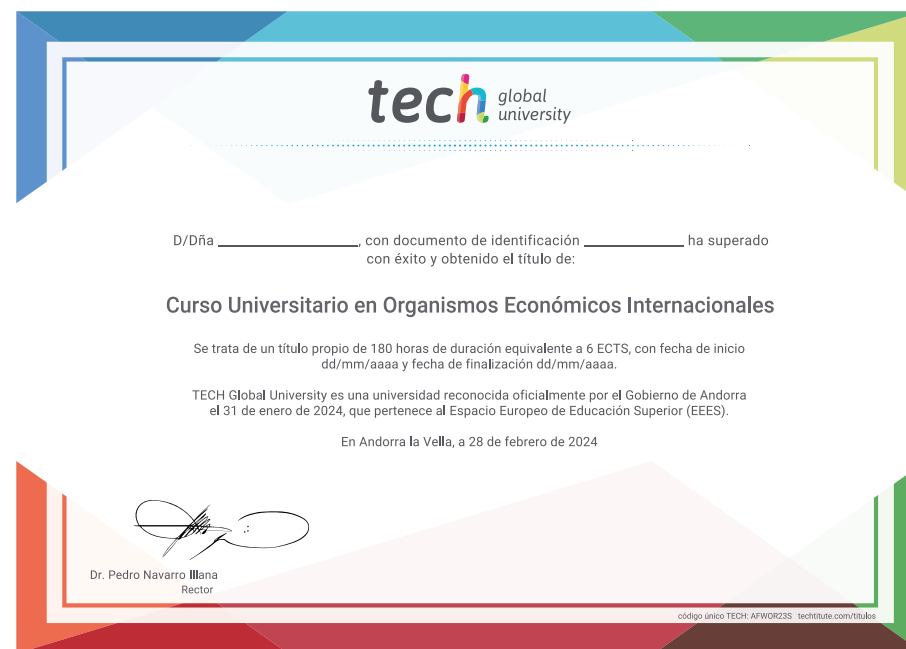 tech global university
D/Dña ____________________, con documento de identificación ______________ ha superado
con éxito y obtenido el título de:
Curso Universitario en Organismos Económicos Internacionales
Se trata de un título propio de 180 horas de duración equivalente a 6 ECTS, con fecha de inicio
dd/mm/aaaa y fecha de finalización dd/mm/aaaa.
TECH Global University es una universidad reconocida oficialmente por el Gobierno de Andorra
el 31 de enero de 2024, que pertenece al Espacio Europeo de Educación Superior (EEES).
En Andorra la Vella, a 28 de febrero de 2024
Dr. Pedro Navarro Illana
Rector
código único TECH: AFWOR23S techtitute.com/titulos